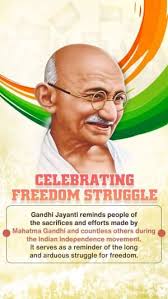 CELEBRATING
FREEDOM STRUGGLE
Gandhi Jayanti reminds people of
the sacrifices and efforts made by
Mahatma Gandhi and countless others during
the Indian Independence movement.
It serves as a reminder of the long
and arduous struggle for freedom.